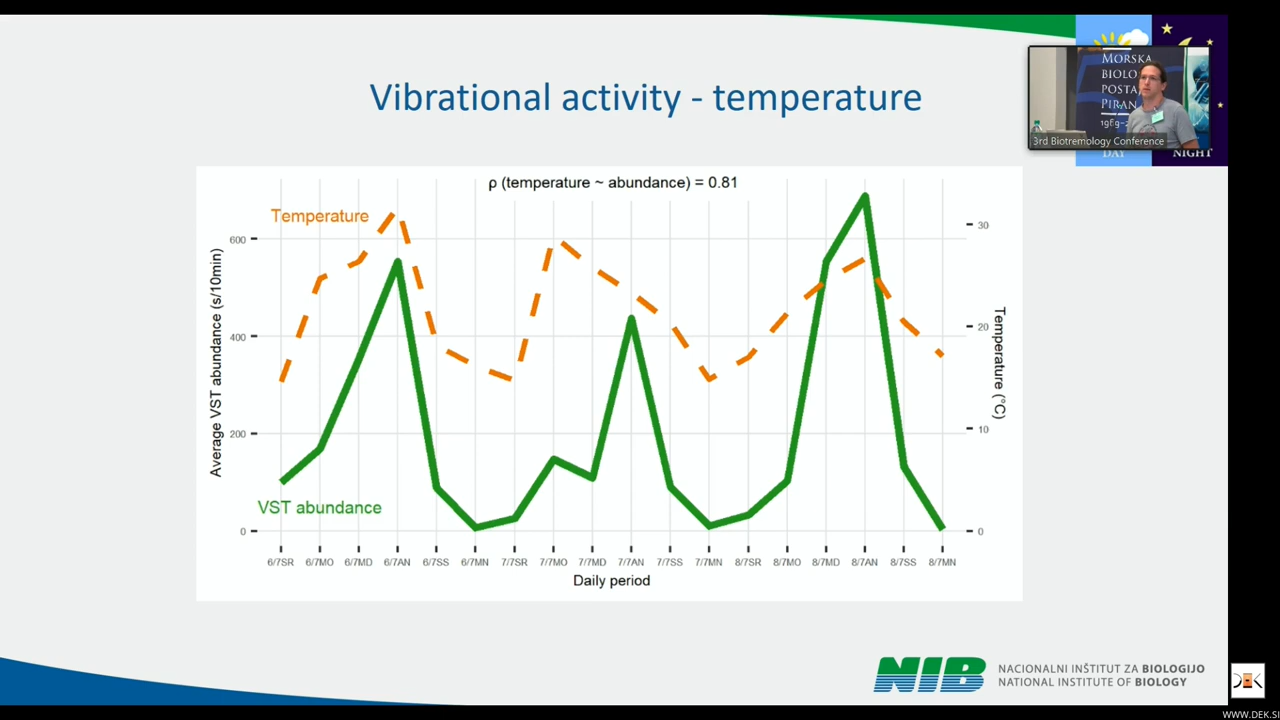 Vibrational activity - temperature
MORSKA
BIOLO
POSTA
PIRAN
3rd Biotremology Conference
DAY
NIGHT
ρ (temperature ~ abundance) = 0.81
Temperature
VST abundance
Average VST abundance (s/10min)
600
400
200
0
30
20
10
0
Temperature (°C)
6/7SR 6/7MO 6/7MD 6/7AN 6/7SS 6/7MN 7/7SR 7/7MO 7/7MD 7/7AN 7/7SS 7/7MN 8/7SR 8/7MO 8/7MD 8/7AN 8/7SS 8/7MN
Daily period
NIB
NACIONALNI INŠTITUT ZA BIOLOGIJO
NATIONAL INSTITUTE OF BIOLOGY
WWW.DEK.SI